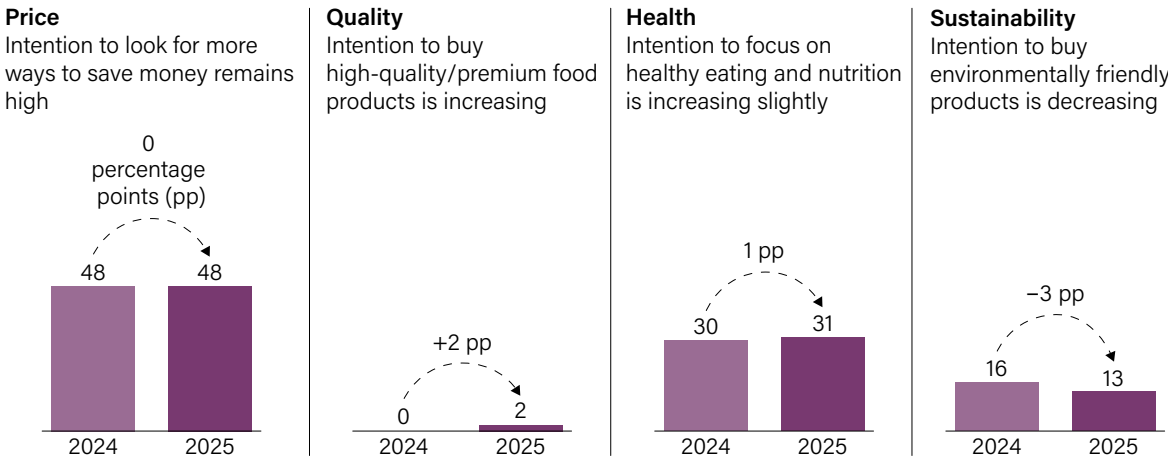 Price
Intention to look for more
ways to save money remains
high
0
percentage
points (pp)
48
48
2024
2025
Quality
Intention to buy
high-quality/premium food
products is increasing
+2 pp
0
2
2024
2025
Health
Intention to focus on
healthy eating and nutrition
is increasing slightly
1 pp
30
31
2024
2025
Sustainability
Intention to buy
environmentally friendly
products is decreasing
−3 pp
16
13
2024
2025